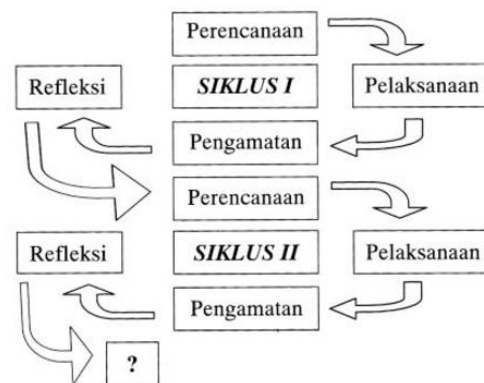 Perencanaan
Refleksi
SIKLUS I
Pelaksanaan
Pengamatan
Perencanaan
Refleksi
SIKLUS II
Pelaksanaan
Pengamatan
?